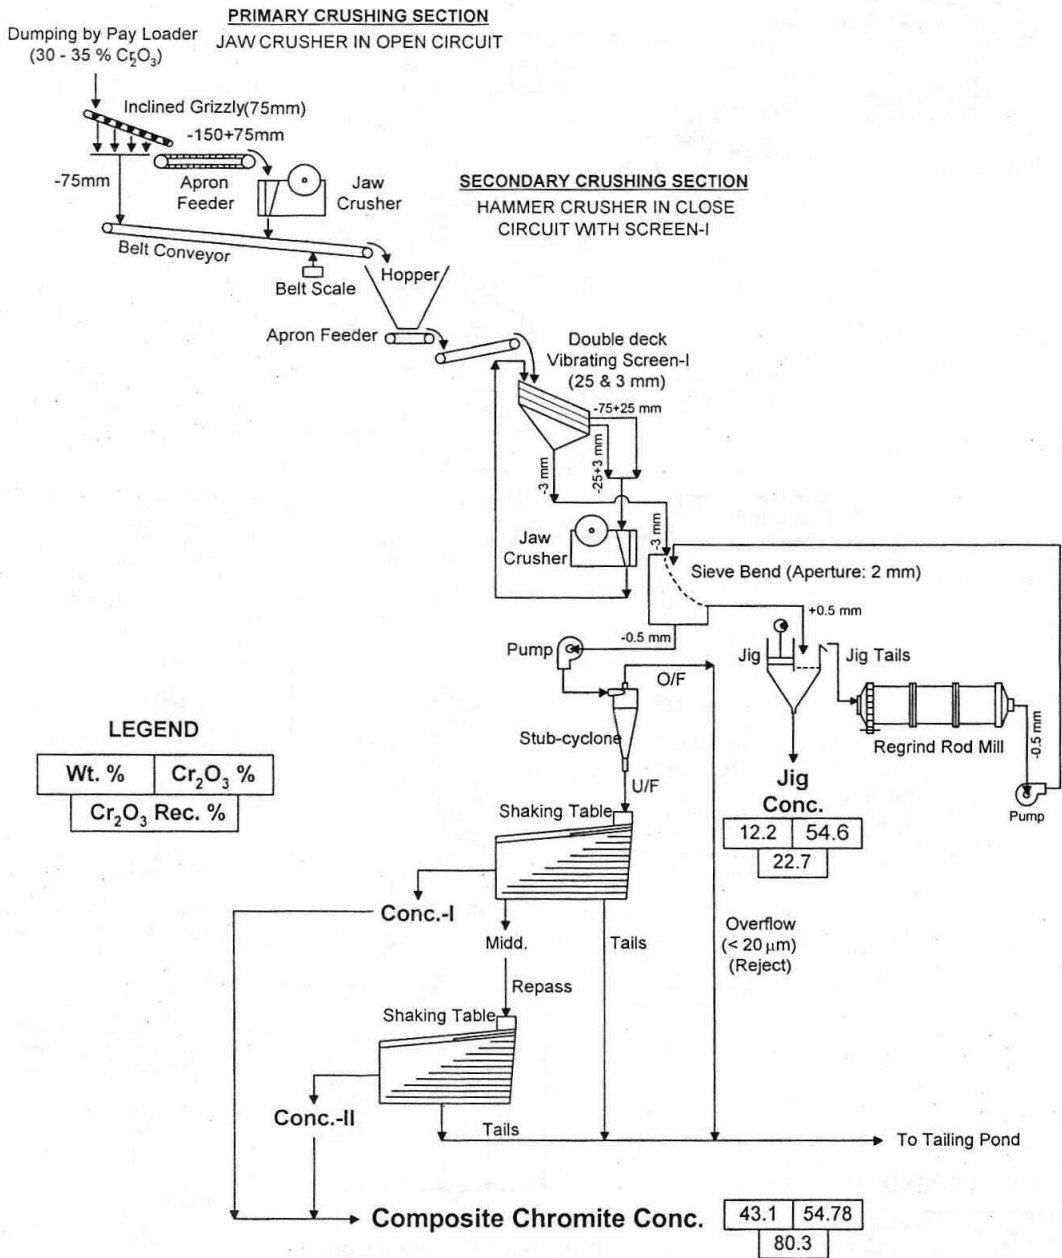 PRIMARY CRUSHING SECTION
JAW CRUSHER IN OPEN CIRCUIT
Dumping by Pay Loader
(30 - 35 % Cr₂O₃)
Inclined Grizzly(75mm)
-150+75mm
-75mm
Apron
Feeder
Jaw
Crusher
Belt Conveyor
Belt Scale
Hopper
SECONDARY CRUSHING SECTION
HAMMER CRUSHER IN CLOSE
CIRCUIT WITH SCREEN-I
Apron Feeder
Double deck
Vibrating Screen-I
(25 & 3 mm)
-75+25 mm
-25+3 mm
-3 mm
-3 mm
Jaw
Crusher
Sieve Bend (Aperture: 2 mm)
+0.5 mm
-0.5 mm
Pump
O/F
Jig
Jig Tails
Stub-cyclone
Regrind Rod Mill
-0.5 mm
Pump
U/F
Jig
Conc.
12.2 54.6
22.7
LEGEND
Wt. % Cr₂O₃ %
Cr₂O₃ Rec. %
Shaking Table
Conc.-I
Midd.
Tails
Overflow
(< 20 μm)
(Reject)
Repass
Shaking Table
Conc.-II
Tails
To Tailing Pond
Composite Chromite Conc.
43.1 54.78
80.3